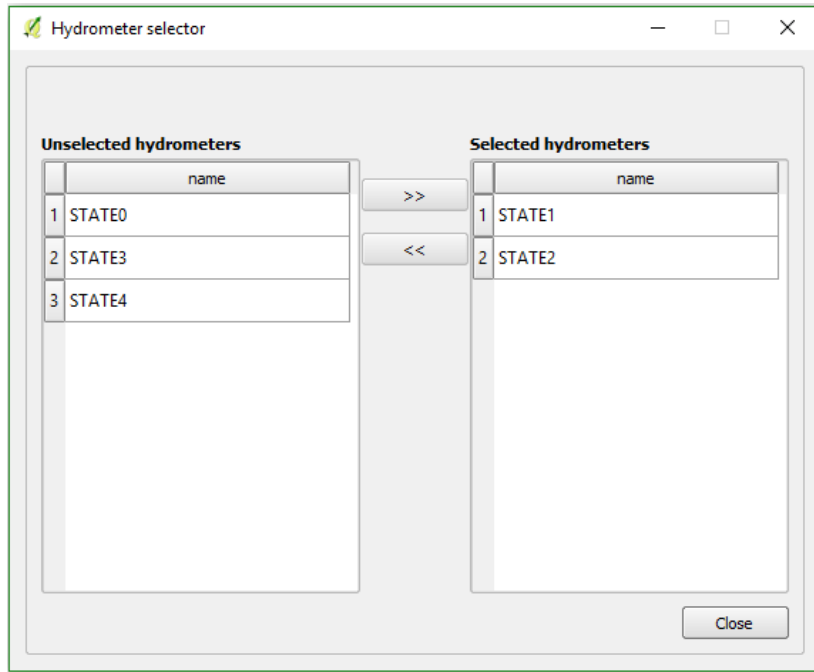 Hydrometer selector
Unselected hydrometers
name
1 STATE0
2 STATE3
3 STATE4
>>
<<
Selected hydrometers
name
1 STATE1
2 STATE2
Close